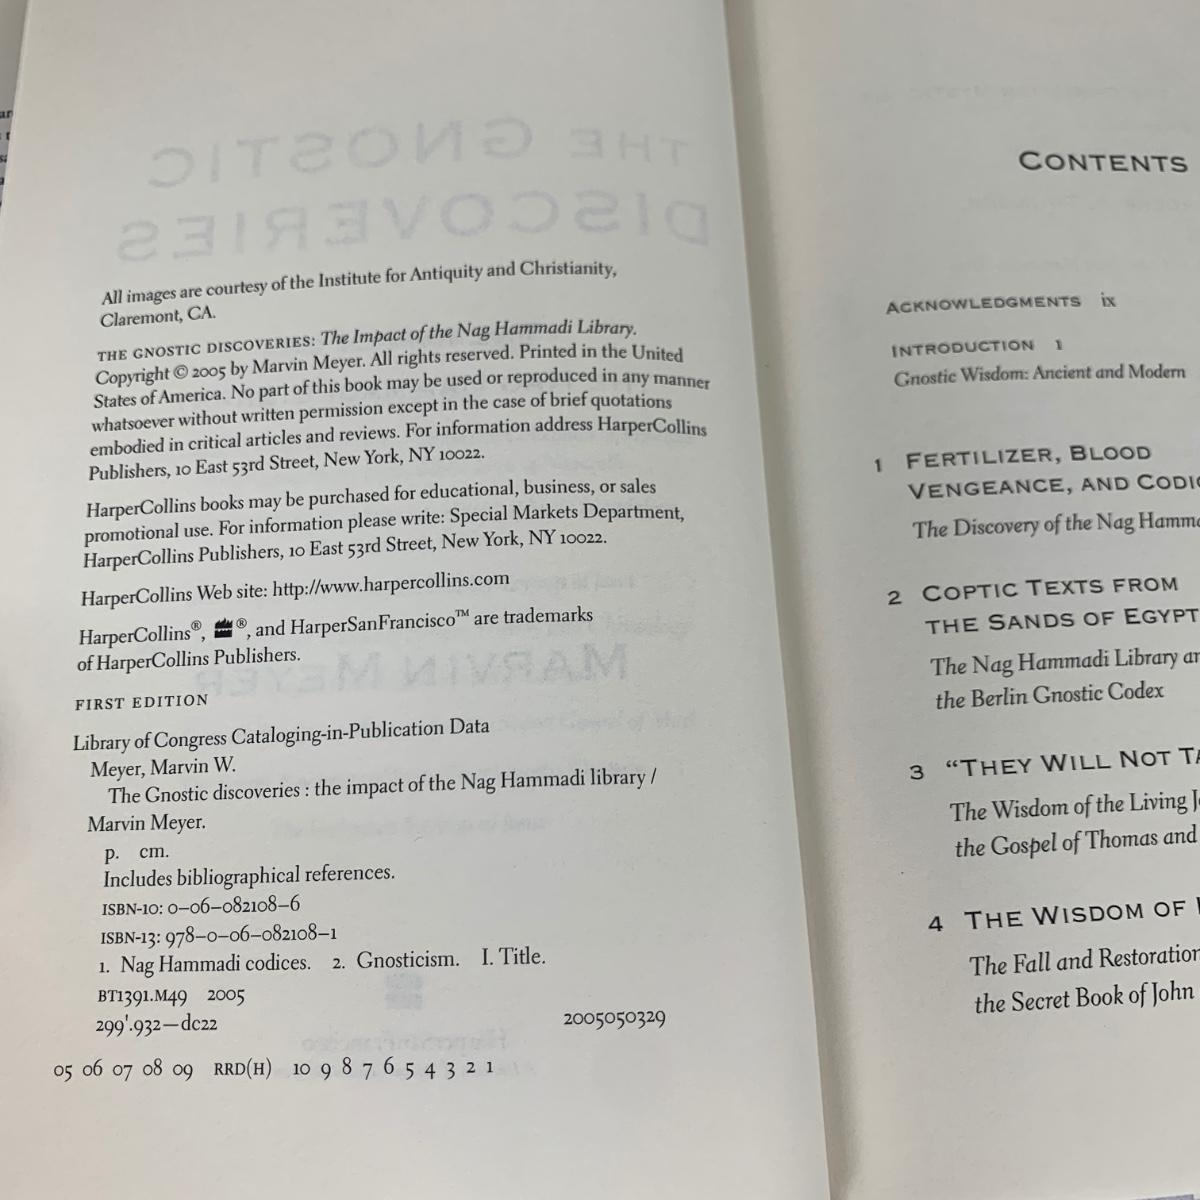 THE GNOSTIC
DISCOVERIES
All images are courtesy of the Institute for Antiquity and Christianity,
Claremont, CA.
THE GNOSTIC DISCOVERIES: The Impact of the Nag Hammadi Library.
Copyright © 2005 by Marvin Meyer. All rights reserved. Printed in the United
States of America. No part of this book may be used or reproduced in any manner
whatsoever without written permission except in the case of brief quotations
embodied in critical articles and reviews. For information address HarperCollins
Publishers, 10 East 53rd Street, New York, NY 10022.
HarperCollins books may be purchased for educational, business, or sales
promotional use. For information please write: Special Markets Department,
HarperCollins Publishers, 10 East 53rd Street, New York, NY 10022.
HarperCollins Web site: http://www.harpercollins.com
HarperCollins®, ®, and HarperSanFrancisco™ are trademarks
of HarperCollins Publishers.
MARVIN MEYER
FIRST EDITION
Library of Congress Cataloging-in-Publication Data
Meyer, Marvin W.
The Gnostic discoveries : the impact of the Nag Hammadi library /
Marvin Meyer.
p. cm.
Includes bibliographical references.
ISBN-10: 0-06-082108-6
ISBN-13: 978-0-06-082108-1
1. Nag Hammadi codices. 2. Gnosticism. I. Title.
BT1391.M49 2005
299'.932—dc22 2005050329
05 06 07 08 09 RRD(H) 10 9 8 7 6 5 4 3 2 1
CONTENTS
ACKNOWLEDGMENTS ix
INTRODUCTION 1
Gnostic Wisdom: Ancient and Modern
1 FERTILIZER, BLOOD
VENGEANCE, AND
The Discovery of the Nag
2 COPTIC TEXTS FROM
THE SANDS OF EGYPT
The Nag Hammadi Library
the Berlin Gnostic Codex
3 "THEY WILL NOT
The Wisdom of the Living
the Gospel of Thomas and
4 THE WISDOM OF
The Fall and Restoration
the Secret Book of John